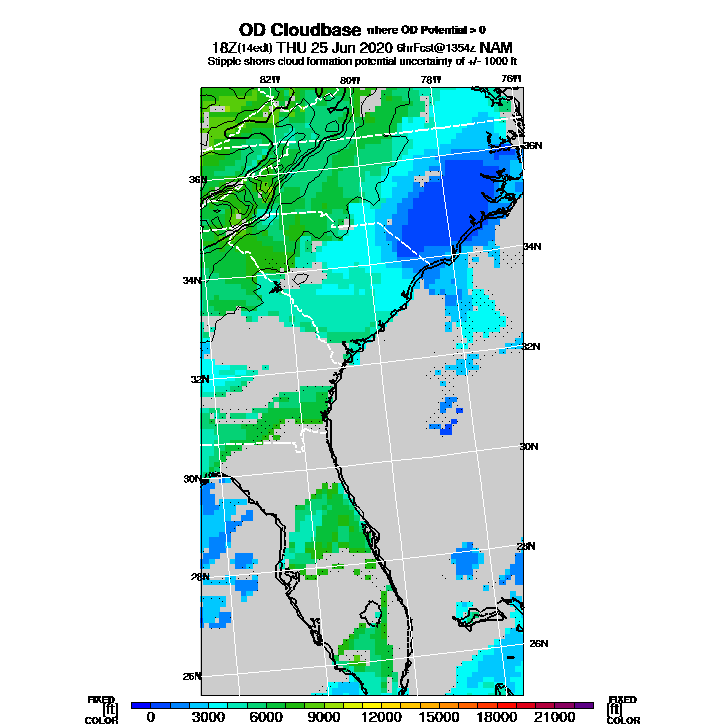 OD Cloudbase where OD Potential > 0
18Z(14edt) THU 25 Jun 2020 6hrFcst@1354z NAM
Stipple shows cloud formation potential uncertainty of +/- 1000 ft
82W 80W 78W 76W
36N
36N
34N
34N
32N
32N
30N
30N
28N
28N
26N
26N
FIXED [ft] COLOR
0 3000 6000 9000 12000 15000 18000 21000
FIXED [ft] COLOR